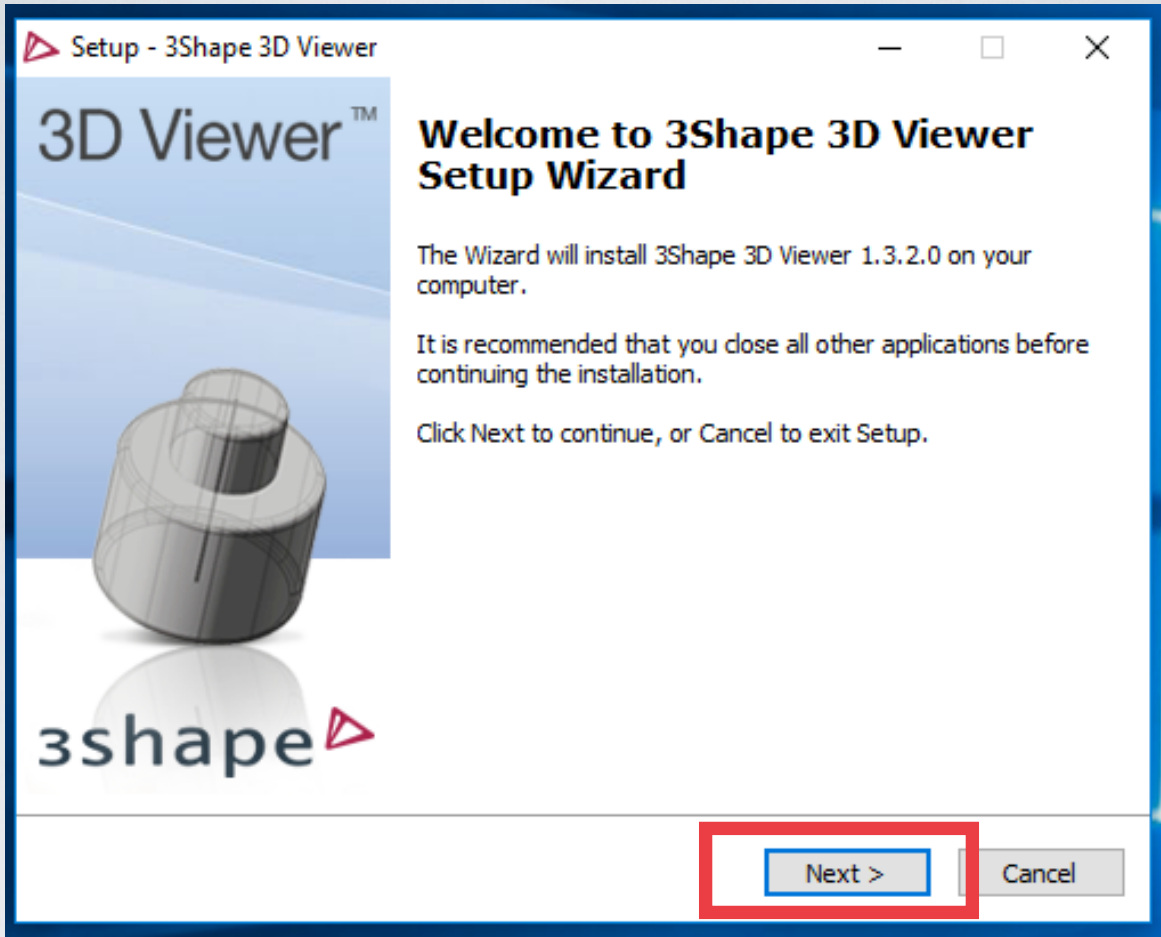 Setup - 3Shape 3D Viewer
3D Viewer™
Welcome to 3Shape 3D Viewer
Setup Wizard
The Wizard will install 3Shape 3D Viewer 1.3.2.0 on your
computer.
It is recommended that you close all other applications before
continuing the installation.
Click Next to continue, or Cancel to exit Setup.
3shape
Next >
Cancel